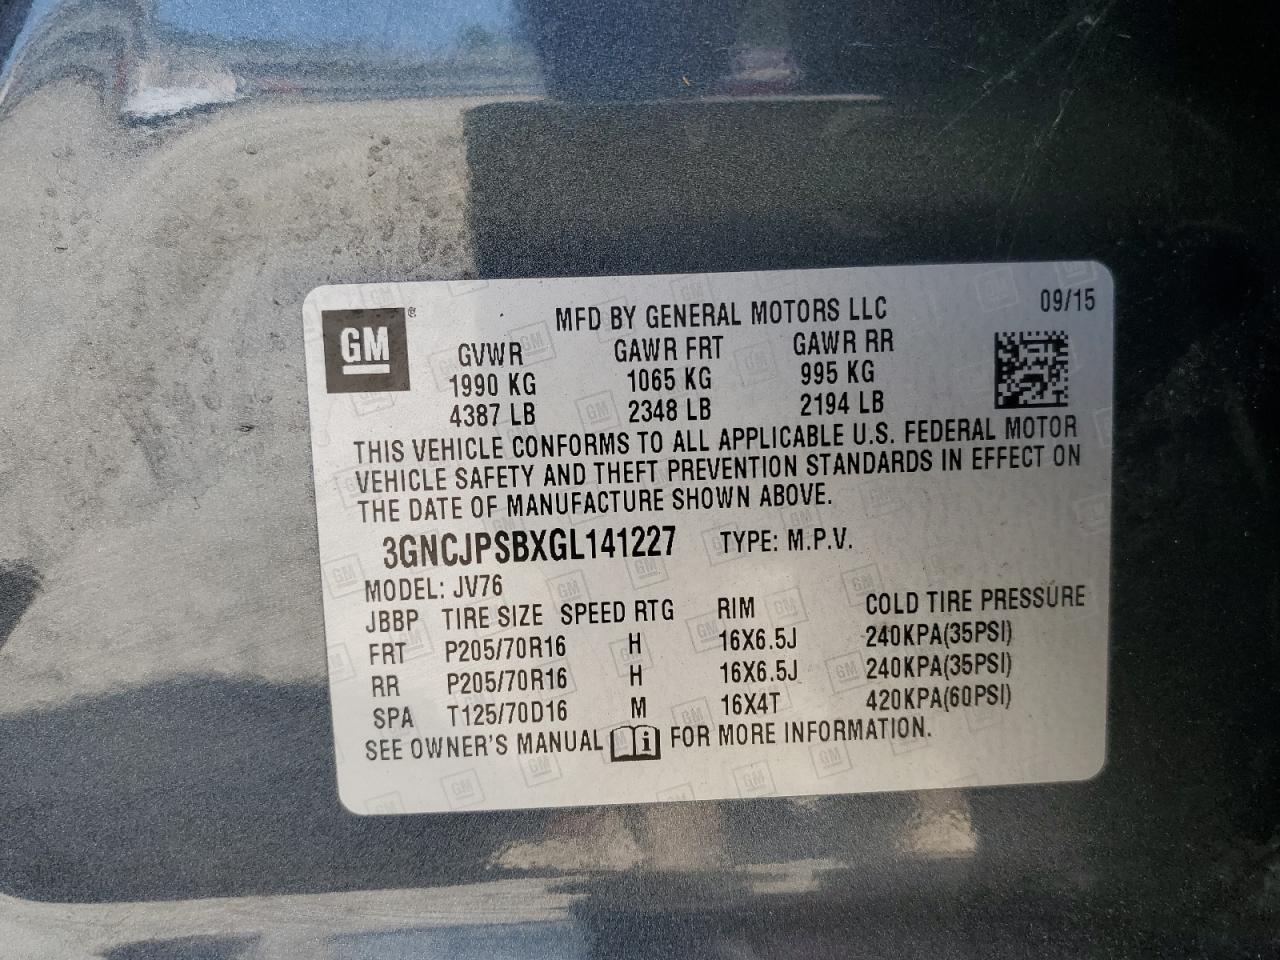 GM ®
MFD BY GENERAL MOTORS LLC 09/15
GVWR GAWR FRT GAWR RR
1990 KG 1065 KG 995 KG
4387 LB 2348 LB 2194 LB
THIS VEHICLE CONFORMS TO ALL APPLICABLE U.S. FEDERAL MOTOR
VEHICLE SAFETY AND THEFT PREVENTION STANDARDS IN EFFECT ON
THE DATE OF MANUFACTURE SHOWN ABOVE.
3GNCJPSBXGL141227 TYPE: M.P.V.
MODEL: JV76
JBBP TIRE SIZE SPEED RTG RIM COLD TIRE PRESSURE
FRT P205/70R16 H 16X6.5J 240KPA(35PSI)
RR P205/70R16 H 16X6.5J 240KPA(35PSI)
SPA T125/70D16 M 16X4T 420KPA(60PSI)
SEE OWNER'S MANUAL i FOR MORE INFORMATION.